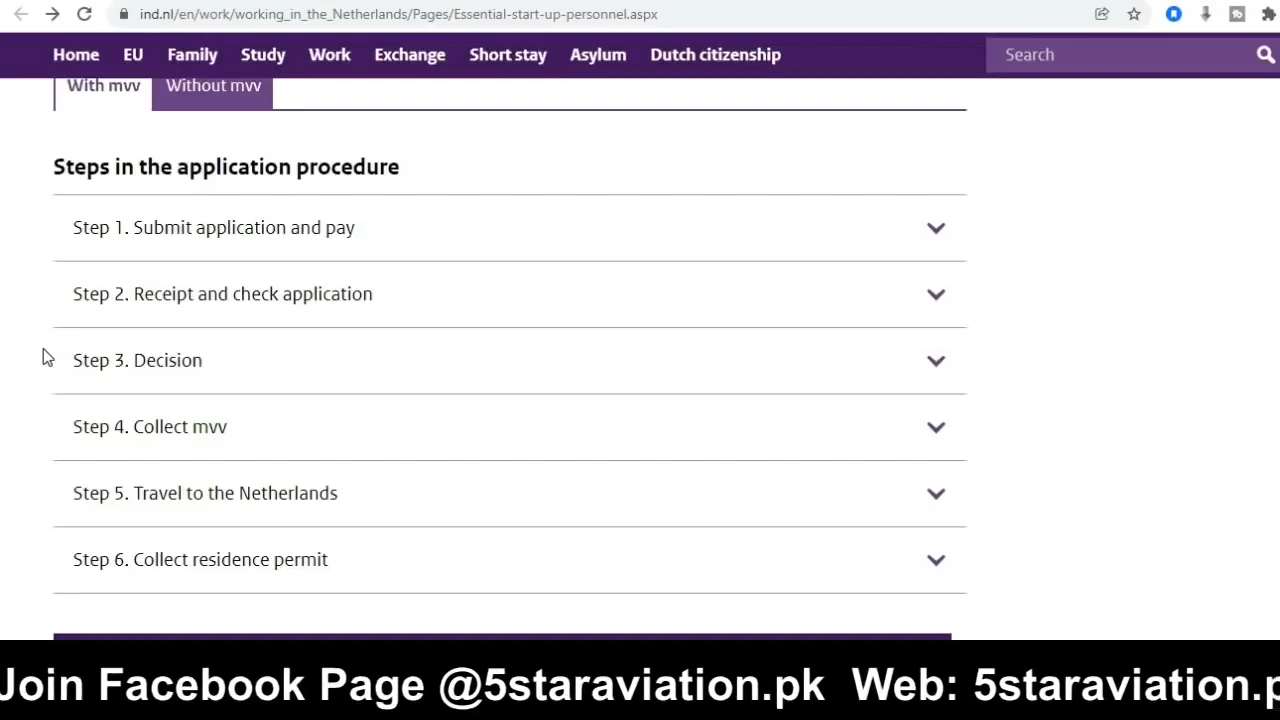 ind.nl/en/work/working_in_the_Netherlands/Pages/Essential-start-up-personnel.aspx
Home EU Family Study Work Exchange Short stay Asylum Dutch citizenship Search
With mvv Without mvv
Steps in the application procedure
Step 1. Submit application and pay
Step 2. Receipt and check application
Step 3. Decision
Step 4. Collect mvv
Step 5. Travel to the Netherlands
Step 6. Collect residence permit
Join Facebook Page @5staraviation.pk Web: 5staraviation.p